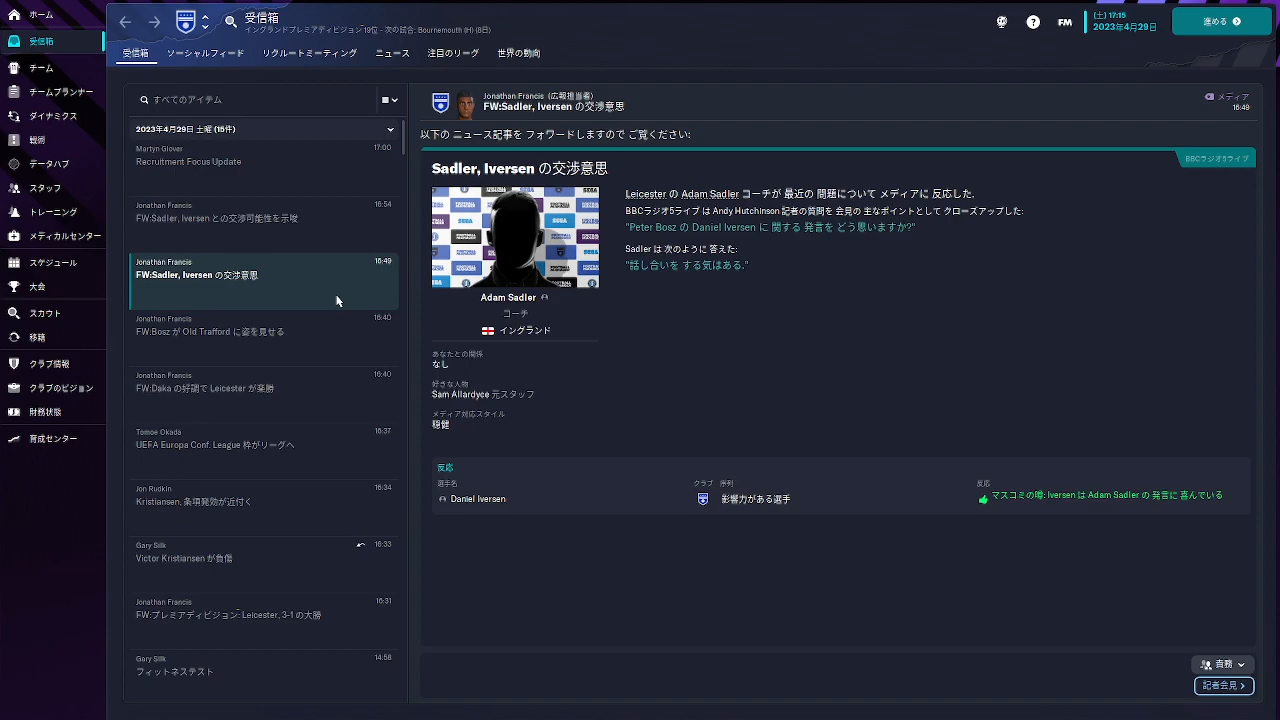 ホーム
受信箱
チーム
チームプランナー
ダイナミクス
戦術
データハブ
スタッフ
トレーニング
メディカルセンター
スケジュール
大会
スカウト
移籍
クラブ情報
クラブのビジョン
財務状態
育成センター
受信箱
イングランドプレミアディビジョン 19位 - 次の試合: Bournemouth (H) (8日)
FM
(土) 17:15
2023年4月29日
進める
受信箱 ソーシャルフィード リクルートミーティング ニュース 注目のリーグ 世界の動向
すべてのアイテム
2023年4月29日 土曜 (15件)
Martyn Glover 17:00
Recruitment Focus Update
Jonathan Francis 16:54
FW:Sadler, Iversen との交渉可能性を示唆
Jonathan Francis 16:49
FW:Sadler, Iversen の交渉意思
Jonathan Francis 16:40
FW:Bosz が Old Trafford に姿を見せる
Jonathan Francis 16:40
FW:Daka の好調で Leicester が楽勝
Tomoe Okada 16:37
UEFA Europa Conf. League 枠がリーグへ
Jon Rudkin 16:34
Kristiansen, 条項発効が近付く
Gary Silk 16:33
Victor Kristiansen が負傷
Jonathan Francis 16:31
FW:プレミアディビジョン: Leicester, 3-1 の大勝
Gary Silk 14:58
フィットネステスト
Jonathan Francis (広報担当者)
FW:Sadler, Iversen の交渉意思
メディア
16:49
以下の ニュース記事を フォワードしますので ご覧ください:
BBCラジオ5ライブ
Sadler, Iversen の交渉意思
Leicester の Adam Sadler コーチが 最近の 問題について メディアに 反応した.
BBCラジオ5ライブ は Andy Hutchinson 記者の質問を 会見の 主なポイントとして クローズアップした:
"Peter Bosz の Daniel Iversen に 関する 発言を どう思いますか?"
Sadler は 次のように 答えた:
"話し合いを する気はある."
SEGA
Adam Sadler
コーチ
イングランド
あなたとの関係
なし
好きな人物
Sam Allardyce 元スタッフ
メディア対応スタイル
穏健
反応
選手名 クラブ 序列 反応
Daniel Iversen 影響力がある選手 マスコミの噂: Iversen は Adam Sadler の 発言に 喜んでいる
責務
記者会見